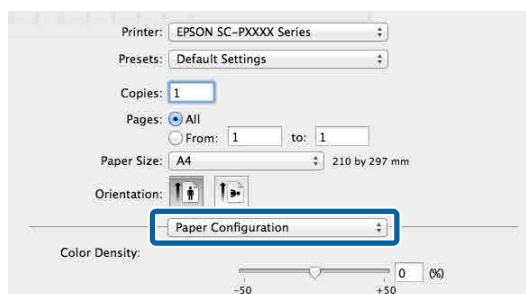 Printer: EPSON SC-PXXXX Series
Presets: Default Settings
Copies: 1
Pages: All
From: 1 to: 1
Paper Size: A4 210 by 297 mm
Orientation:
Paper Configuration
Color Density:
0 (%)
-50 +50